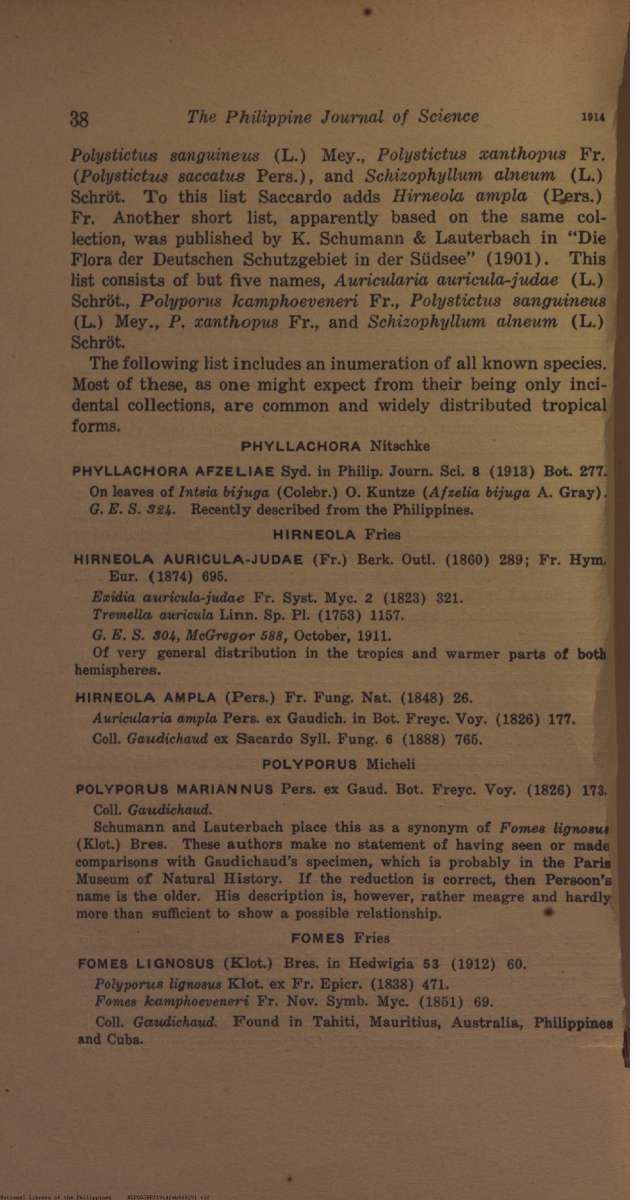 38 The Philippine Journal of Science 1914
Polystictus sanguineus (L.) Mey., Polystictus xanthopus Fr.
(Polystictus saccatus Pers.), and Schizophyllum alneum (L.)
Schröt. To this list Saccardo adds Hirneola ampla (Pers.)
Fr. Another short list, apparently based on the same col-
lection, was published by K. Schumann & Lauterbach in "Die
Flora der Deutschen Schutzgebiet in der Südsee" (1901). This
list consists of but five names, Auricularia auricula-judae (L.)
Schröt., Polyporus kamphoeveneri Fr., Polystictus sanguineus
(L.) Mey., P. xanthopus Fr., and Schizophyllum alneum (L.)
Schröt.
The following list includes an inumeration of all known species.
Most of these, as one might expect from their being only inci-
dental collections, are common and widely distributed tropical
forms.
PHYLLACHORA Nitschke
PHYLLACHORA AFZELIAE Syd. in Philip. Journ. Sci. 8 (1913) Bot. 277.
On leaves of Intsia bijuga (Colebr.) O. Kuntze (Afzelia bijuga A. Gray).
G. E. S. 324. Recently described from the Philippines.
HIRNEOLA Fries
HIRNEOLA AURICULA-JUDAE (Fr.) Berk. Outl. (1860) 289; Fr. Hym.
Eur. (1874) 695.
Exidia auricula-judae Fr. Syst. Myc. 2 (1823) 321.
Tremella auricula Linn. Sp. Pl. (1753) 1157.
G. E. S. 304, McGregor 588, October, 1911.
Of very general distribution in the tropics and warmer parts of both
hemispheres.
HIRNEOLA AMPLA (Pers.) Fr. Fung. Nat. (1848) 26.
Auricularia ampla Pers. ex Gaudich. in Bot. Freyc. Voy. (1826) 177.
Coll. Gaudichaud ex Sacardo Syll. Fung. 6 (1888) 765.
POLYPORUS Micheli
POLYPORUS MARIANNUS Pers. ex Gaud. Bot. Freyc. Voy. (1826) 173.
Coll. Gaudichaud.
Schumann and Lauterbach place this as a synonym of Fomes lignosus
(Klot.) Bres. These authors make no statement of having seen or made
comparisons with Gaudichaud's specimen, which is probably in the Paris
Museum of Natural History. If the reduction is correct, then Persoon's
name is the older. His description is, however, rather meagre and hardly
more than sufficient to show a possible relationship.
FOMES Fries
FOMES LIGNOSUS (Klot.) Bres. in Hedwigia 53 (1912) 60.
Polyporus lignosus Klot. ex Fr. Epicr. (1838) 471.
Fomes kamphoeveneri Fr. Nov. Symb. Myc. (1851) 69.
Coll. Gaudichaud. Found in Tahiti, Mauritius, Australia, Philippines
and Cuba.
National Library of the Philippines